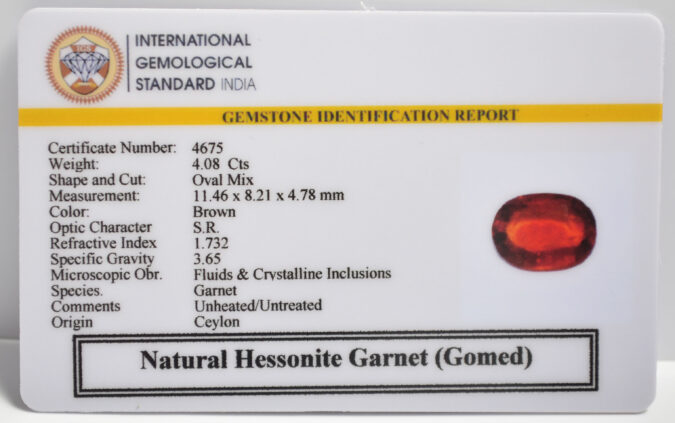 IGS
INTERNATIONAL
GEMOLOGICAL
STANDARD INDIA
GEMSTONE IDENTIFICATION REPORT
Certificate Number: 4675
Weight: 4.08 Cts
Shape and Cut: Oval Mix
Measurement: 11.46 x 8.21 x 4.78 mm
Color: Brown
Optic Character S.R.
Refractive Index 1.732
Specific Gravity 3.65
Microscopic Obr. Fluids & Crystalline Inclusions
Species. Garnet
Comments Unheated/Untreated
Origin Ceylon
Natural Hessonite Garnet (Gomed)